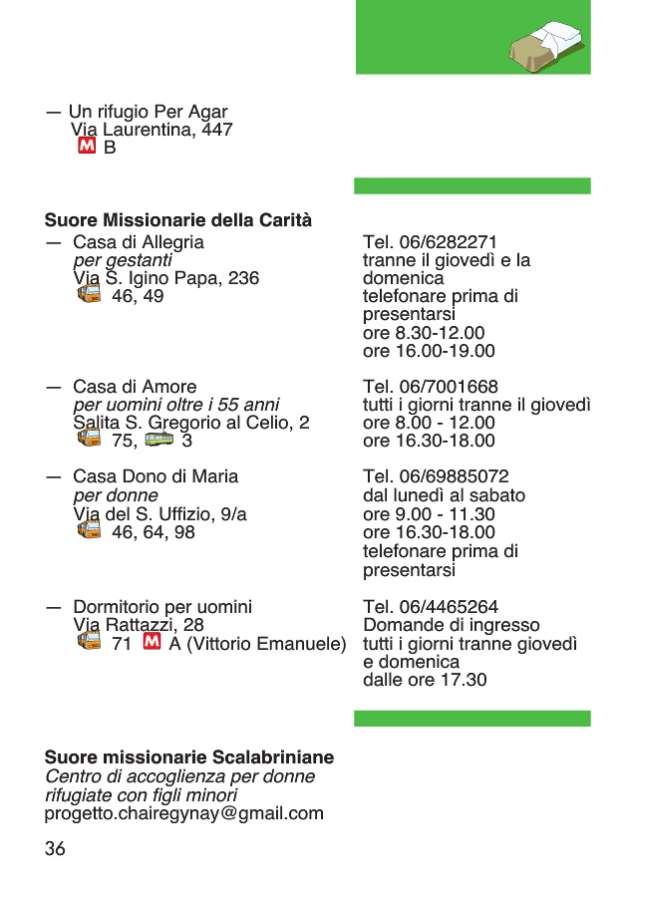 — Un rifugio Per Agar
Via Laurentina, 447
M B
Suore Missionarie della Carità
— Casa di Allegria
per gestanti
Via S. Igino Papa, 236
46, 49
Tel. 06/6282271
tranne il giovedì e la
domenica
telefonare prima di
presentarsi
ore 8.30-12.00
ore 16.00-19.00
— Casa di Amore
per uomini oltre i 55 anni
Salita S. Gregorio al Celio, 2
75, 3
Tel. 06/7001668
tutti i giorni tranne il giovedì
ore 8.00 - 12.00
ore 16.30-18.00
— Casa Dono di Maria
per donne
Via del S. Uffizio, 9/a
46, 64, 98
Tel. 06/69885072
dal lunedì al sabato
ore 9.00 - 11.30
ore 16.30-18.00
telefonare prima di
presentarsi
— Dormitorio per uomini
Via Rattazzi, 28
71 M A (Vittorio Emanuele)
Tel. 06/4465264
Domande di ingresso
tutti i giorni tranne giovedì
e domenica
dalle ore 17.30
Suore missionarie Scalabriniane
Centro di accoglienza per donne
rifugiate con figli minori
progetto.chairegynay@gmail.com
36